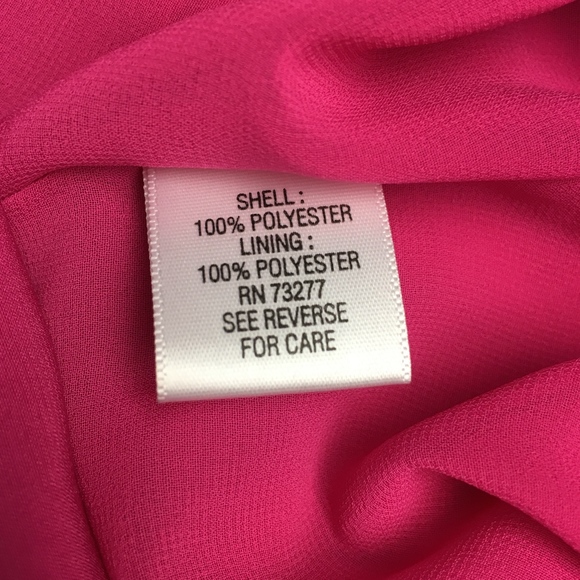 SHELL :
100% POLYESTER
LINING :
100% POLYESTER
RN 73277
SEE REVERSE
FOR CARE